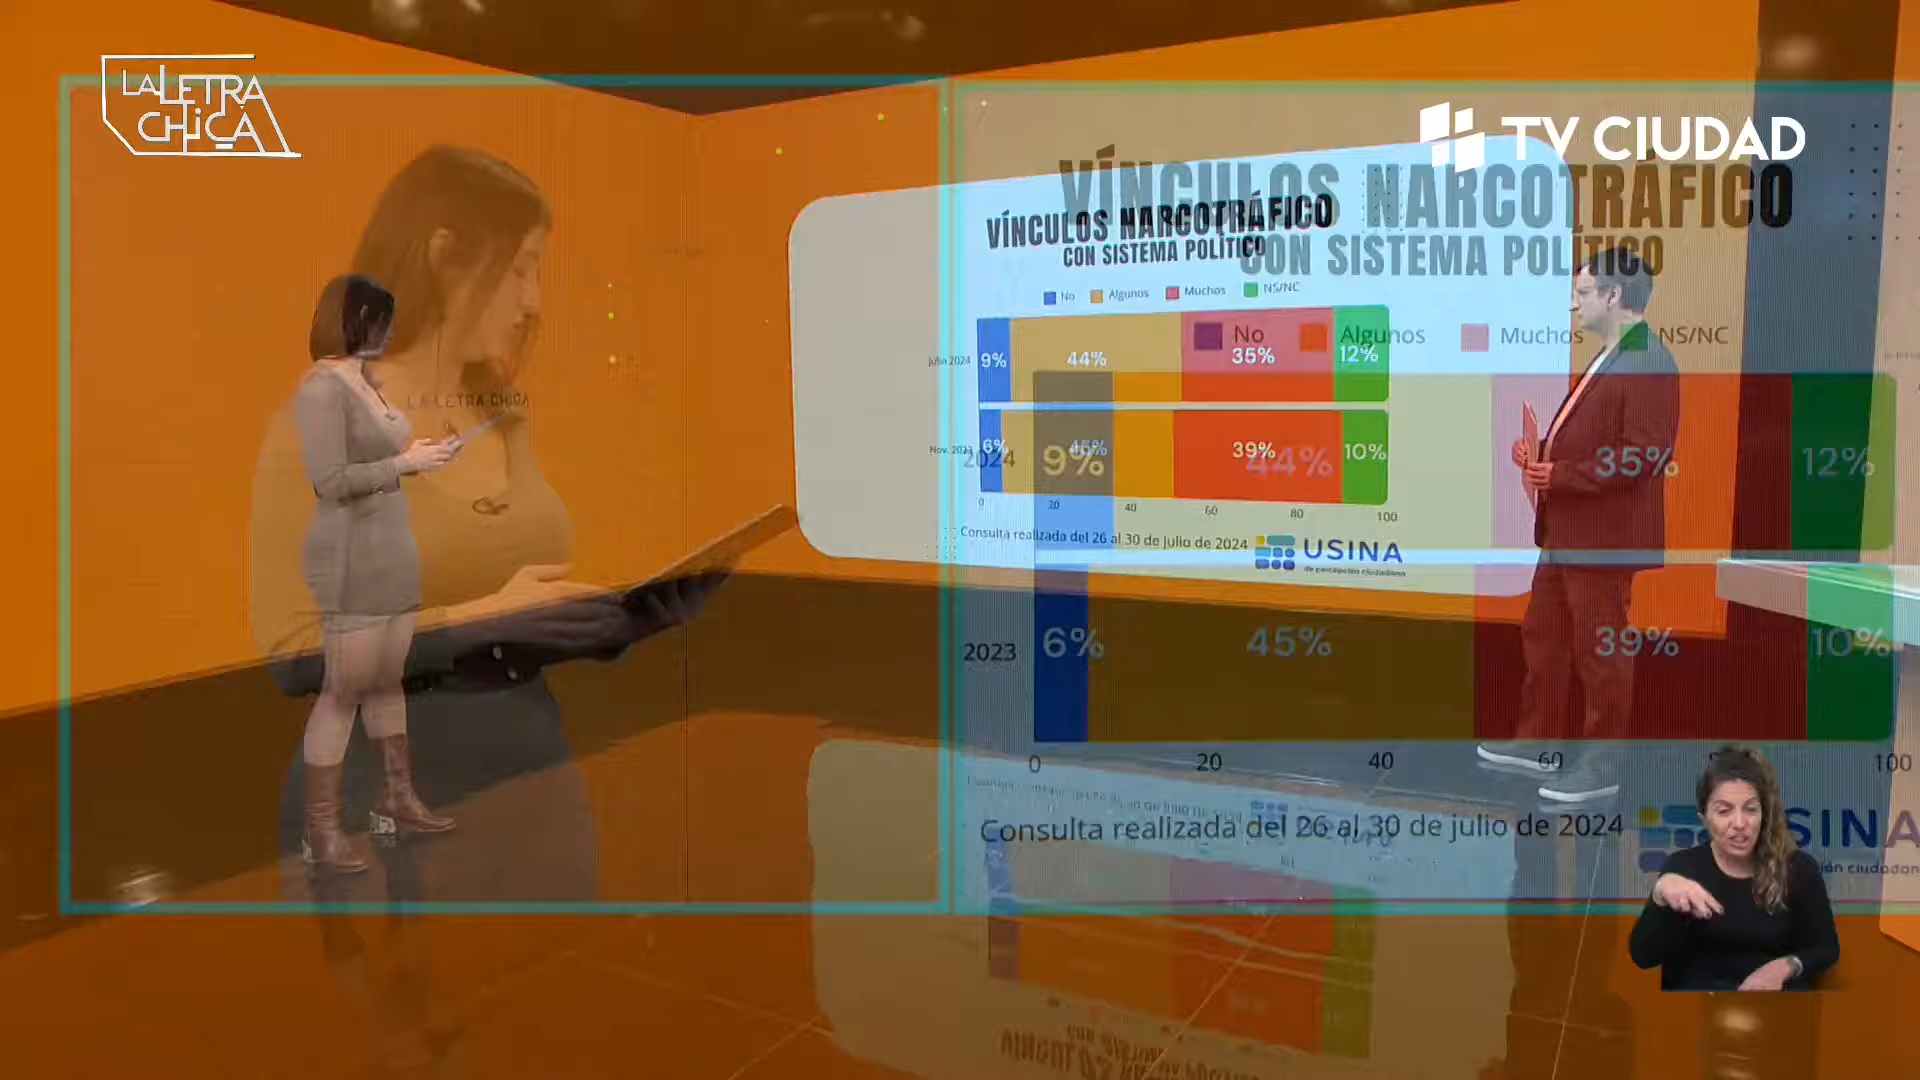 LA LETRA CHICA
TV CIUDAD
VÍNCULOS NARCOTRÁFICO
CON SISTEMA POLÍTICO
No Algunos Muchos NS/NC
Julio 2024 9% 44% 35% 12%
Nov. 2023 6% 45% 39% 10%
0 20 40 60 80 100
Consulta realizada del 26 al 30 de julio de 2024
USINA
de percepción ciudadana
VÍNCULOS NARCOTRÁFICO
CON SISTEMA POLÍTICO
No Algunos Muchos NS/NC
2024 9% 44% 35% 12%
2023 6% 45% 39% 10%
0 20 40 60 100
Consulta realizada del 26 al 30 de julio de 2024
LA LETRA CHICA